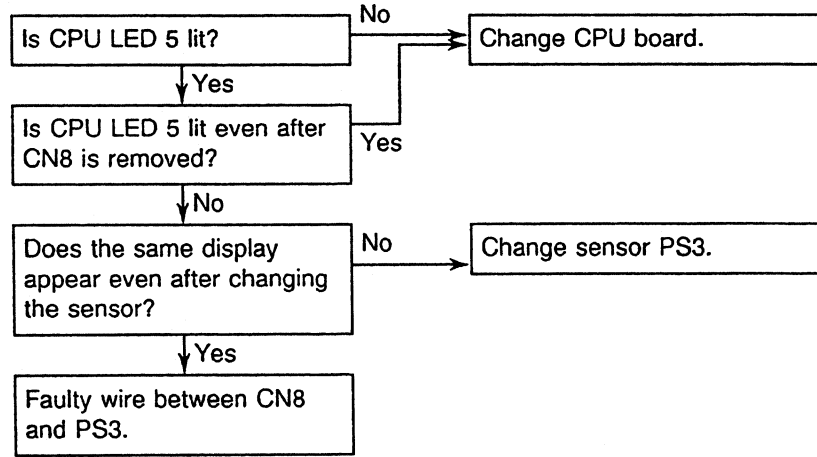 No
Is CPU LED 5 lit?
Change CPU board.
Yes
Is CPU LED 5 lit even after
CN8 is removed?
Yes
No
Does the same display
appear even after changing
the sensor?
No
Change sensor PS3.
Yes
Faulty wire between CN8
and PS3.